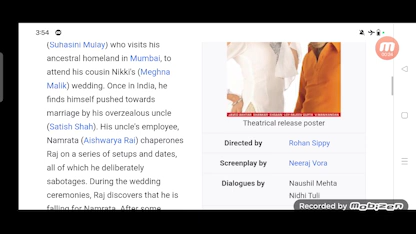 3:54
(Suhasini Mulay) who visits his
ancestral homeland in Mumbai, to
attend his cousin Nikki's (Meghna
Malik) wedding. Once in India, he
finds himself pushed towards
marriage by his overzealous uncle
(Satish Shah). His uncle's employee,
Namrata (Aishwarya Rai) chaperones
Raj on a series of setups and dates,
all of which he deliberately
sabotages. During the wedding
ceremonies, Raj discovers that he is
falling for Namrata. After some
Theatrical release poster
Directed by Rohan Sippy
Screenplay by Neeraj Vora
Dialogues by Naushil Mehta
Nidhi Tuli
Recorded by Mobizen